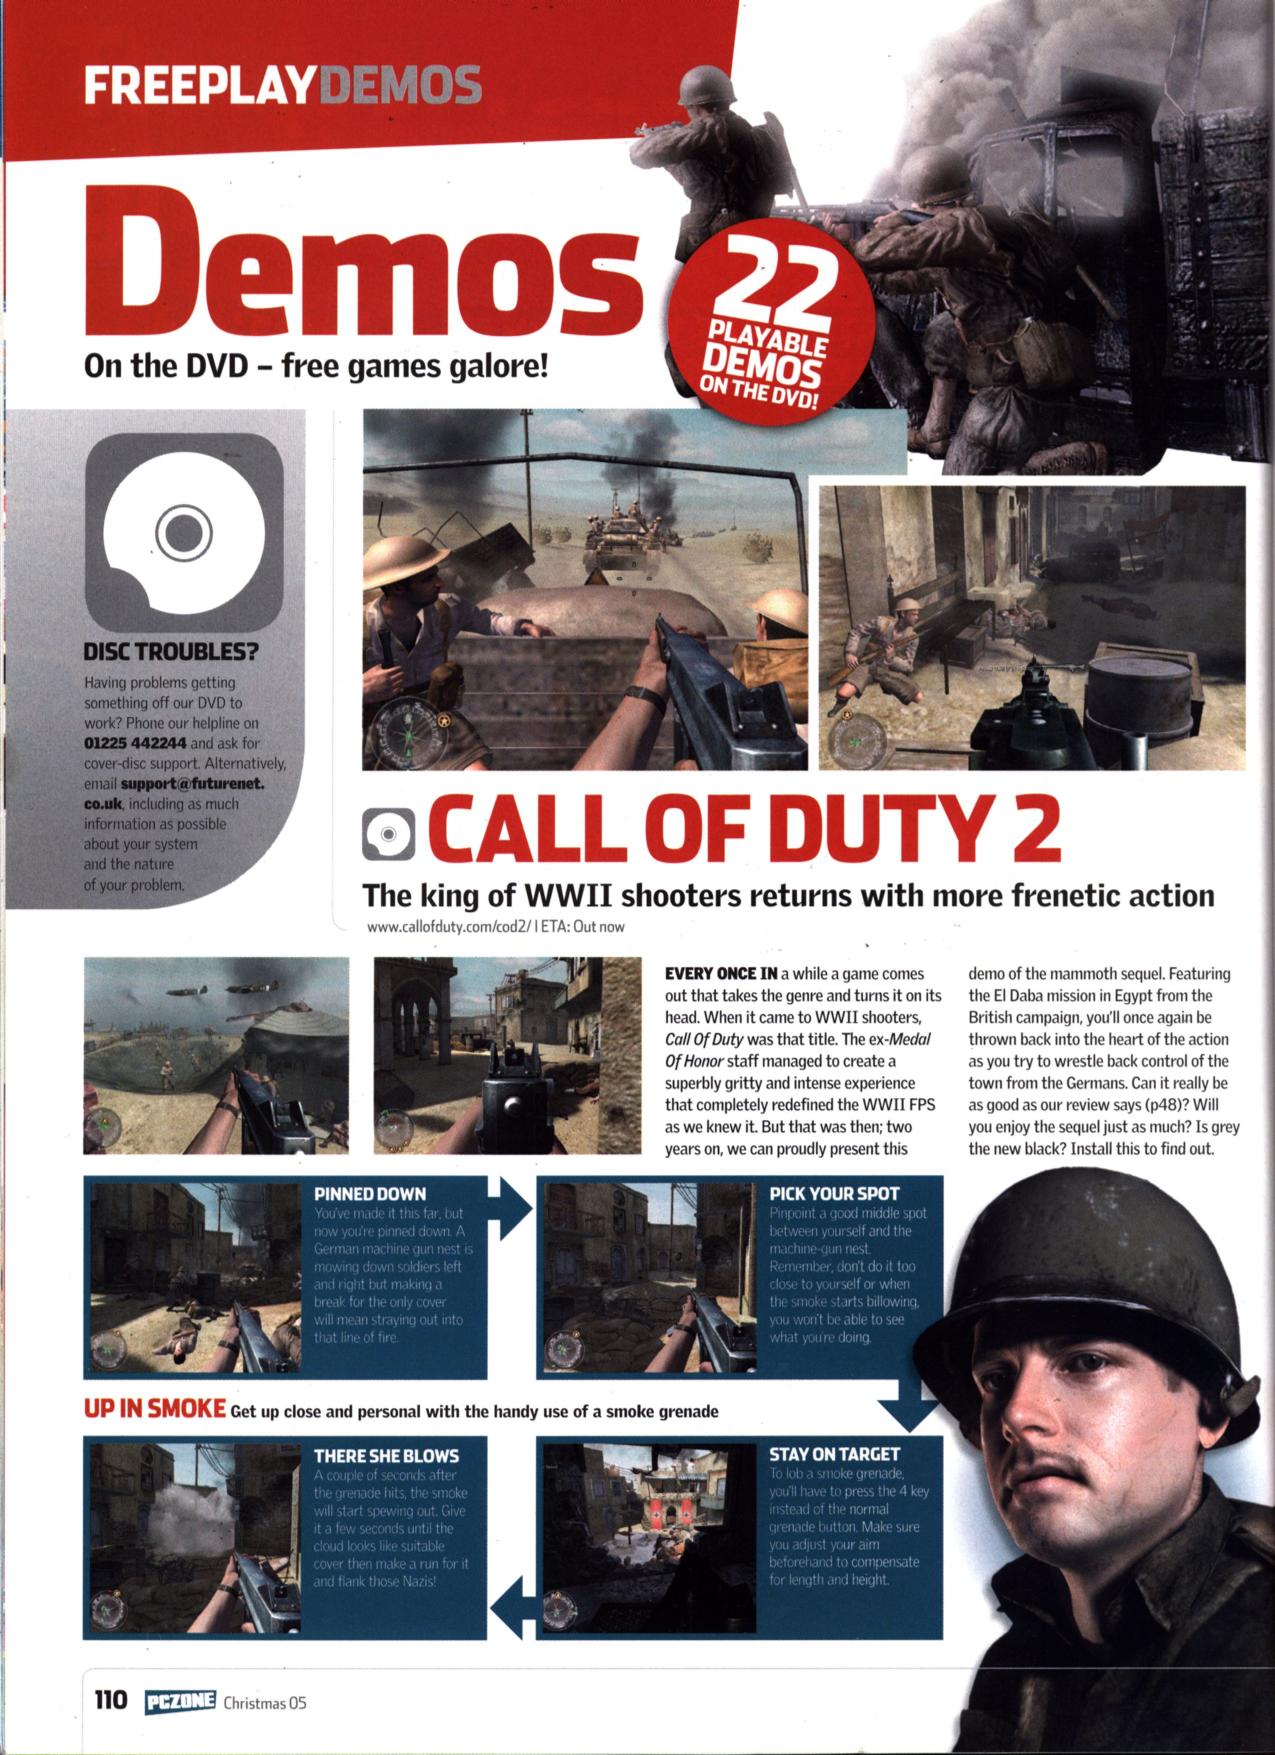 FREEPLAYDEMOS
Demos
On the DVD – free games galore!
22
PLAYABLE
DEMOS
ON THE DVD!
DISC TROUBLES?
Having problems getting
something off our DVD to
work? Phone our helpline on
01225 442244 and ask for
cover-disc support. Alternatively,
email support@futurenet.
co.uk, including as much
information as possible
about your system
and the nature
of your problem.
CALL OF DUTY 2
The king of WWII shooters returns with more frenetic action
www.callofduty.com/cod2/ | ETA: Out now
EVERY ONCE IN a while a game comes
out that takes the genre and turns it on its
head. When it came to WWII shooters,
Call Of Duty was that title. The ex-Medal
Of Honor staff managed to create a
superbly gritty and intense experience
that completely redefined the WWII FPS
as we knew it. But that was then; two
years on, we can proudly present this
demo of the mammoth sequel. Featuring
the El Daba mission in Egypt from the
British campaign, you'll once again be
thrown back into the heart of the action
as you try to wrestle back control of the
town from the Germans. Can it really be
as good as our review says (p48)? Will
you enjoy the sequel just as much? Is grey
the new black? Install this to find out.
PINNED DOWN
You've made it this far, but
now you're pinned down. A
German machine gun nest is
mowing down soldiers left
and right but making a
break for the only cover
will mean straying out into
that line of fire.
PICK YOUR SPOT
Pinpoint a good middle spot
between yourself and the
machine-gun nest.
Remember, don't do it too
close to yourself or when
the smoke starts billowing,
you won't be able to see
what you're doing.
UP IN SMOKE Get up close and personal with the handy use of a smoke grenade
THERE SHE BLOWS
A couple of seconds after
the grenade hits, the smoke
will start spewing out. Give
it a few seconds until the
cloud looks like suitable
cover then make a run for it
and flank those Nazis!
STAY ON TARGET
To lob a smoke grenade,
you'll have to press the 4 key
instead of the normal
grenade button. Make sure
you adjust your aim
beforehand to compensate
for length and height.
110 PCZONE Christmas 05